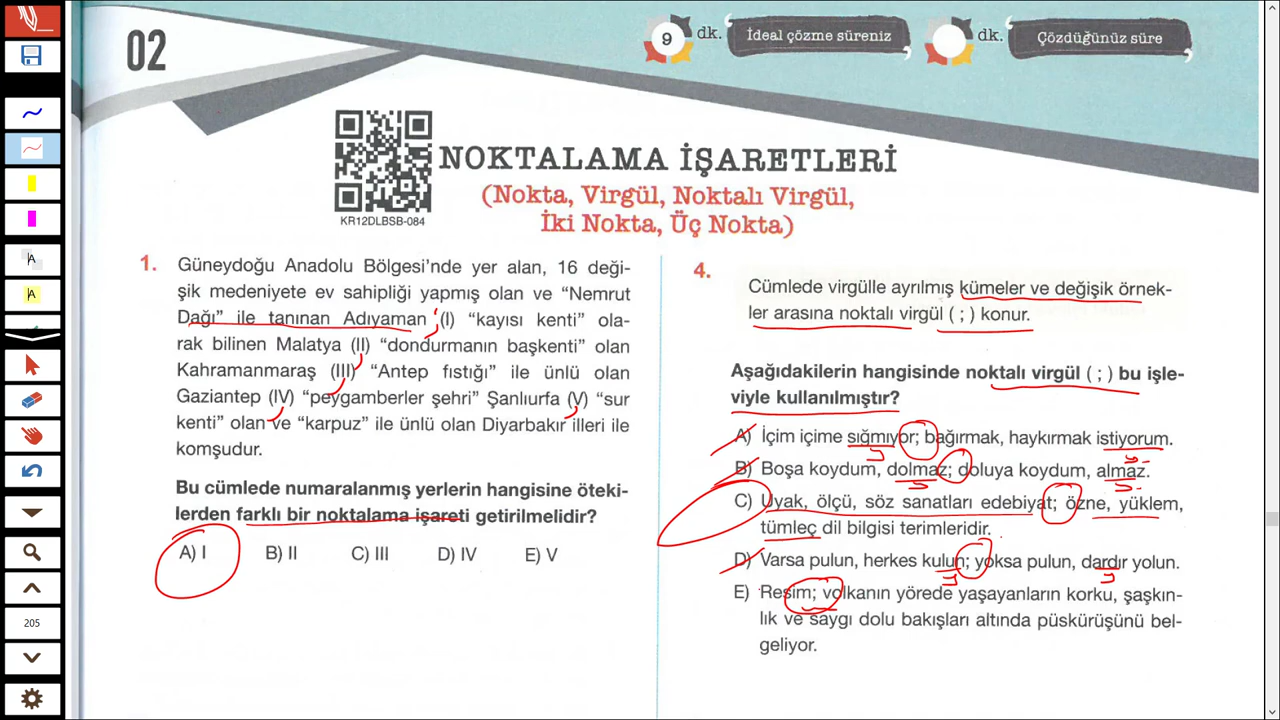 02
9 dk. İdeal çözme süreniz
dk. Çözdüğünüz süre
KR12DLBSB-084
NOKTALAMA İŞARETLERİ
(Nokta, Virgül, Noktalı Virgül,
İki Nokta, Üç Nokta)
1. Güneydoğu Anadolu Bölgesi’nde yer alan, 16 deği-
şik medeniyete ev sahipliği yapmış olan ve “Nemrut
Dağı” ile tanınan Adıyaman (I) “kayısı kenti” ola-
rak bilinen Malatya (II) “dondurmanın başkenti” olan
Kahramanmaraş (III) “Antep fıstığı” ile ünlü olan
Gaziantep (IV) “peygamberler şehri” Şanlıurfa (V) “sur
kenti” olan ve “karpuz” ile ünlü olan Diyarbakır illeri ile
komşudur.
Bu cümlede numaralanmış yerlerin hangisine öteki-
lerden farklı bir noktalama işareti getirilmelidir?
A) I B) II C) III D) IV E) V
4. Cümlede virgülle ayrılmış kümeler ve değişik örnek-
ler arasına noktalı virgül ( ; ) konur.
Aşağıdakilerin hangisinde noktalı virgül ( ; ) bu işle-
viyle kullanılmıştır?
A) İçim içime sığmıyor; bağırmak, haykırmak istiyorum.
B) Boşa koydum, dolmaz; doluya koydum, almaz.
C) Uyak, ölçü, söz sanatları edebiyat; özne, yüklem,
tümleç dil bilgisi terimleridir.
D) Varsa pulun, herkes kulun; yoksa pulun, dardır yolun.
E) Resim; volkanın yörede yaşayanların korku, şaşkın-
lık ve saygı dolu bakışları altında püskürüşünü bel-
geliyor.
A
A
205